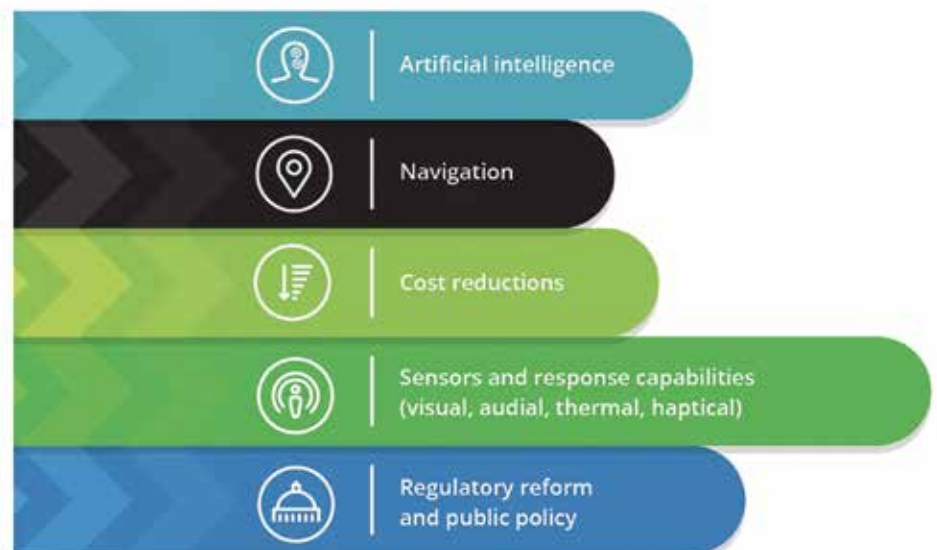 Artificial intelligence
Navigation
Cost reductions
Sensors and response capabilities
(visual, audial, thermal, haptical)
Regulatory reform
and public policy